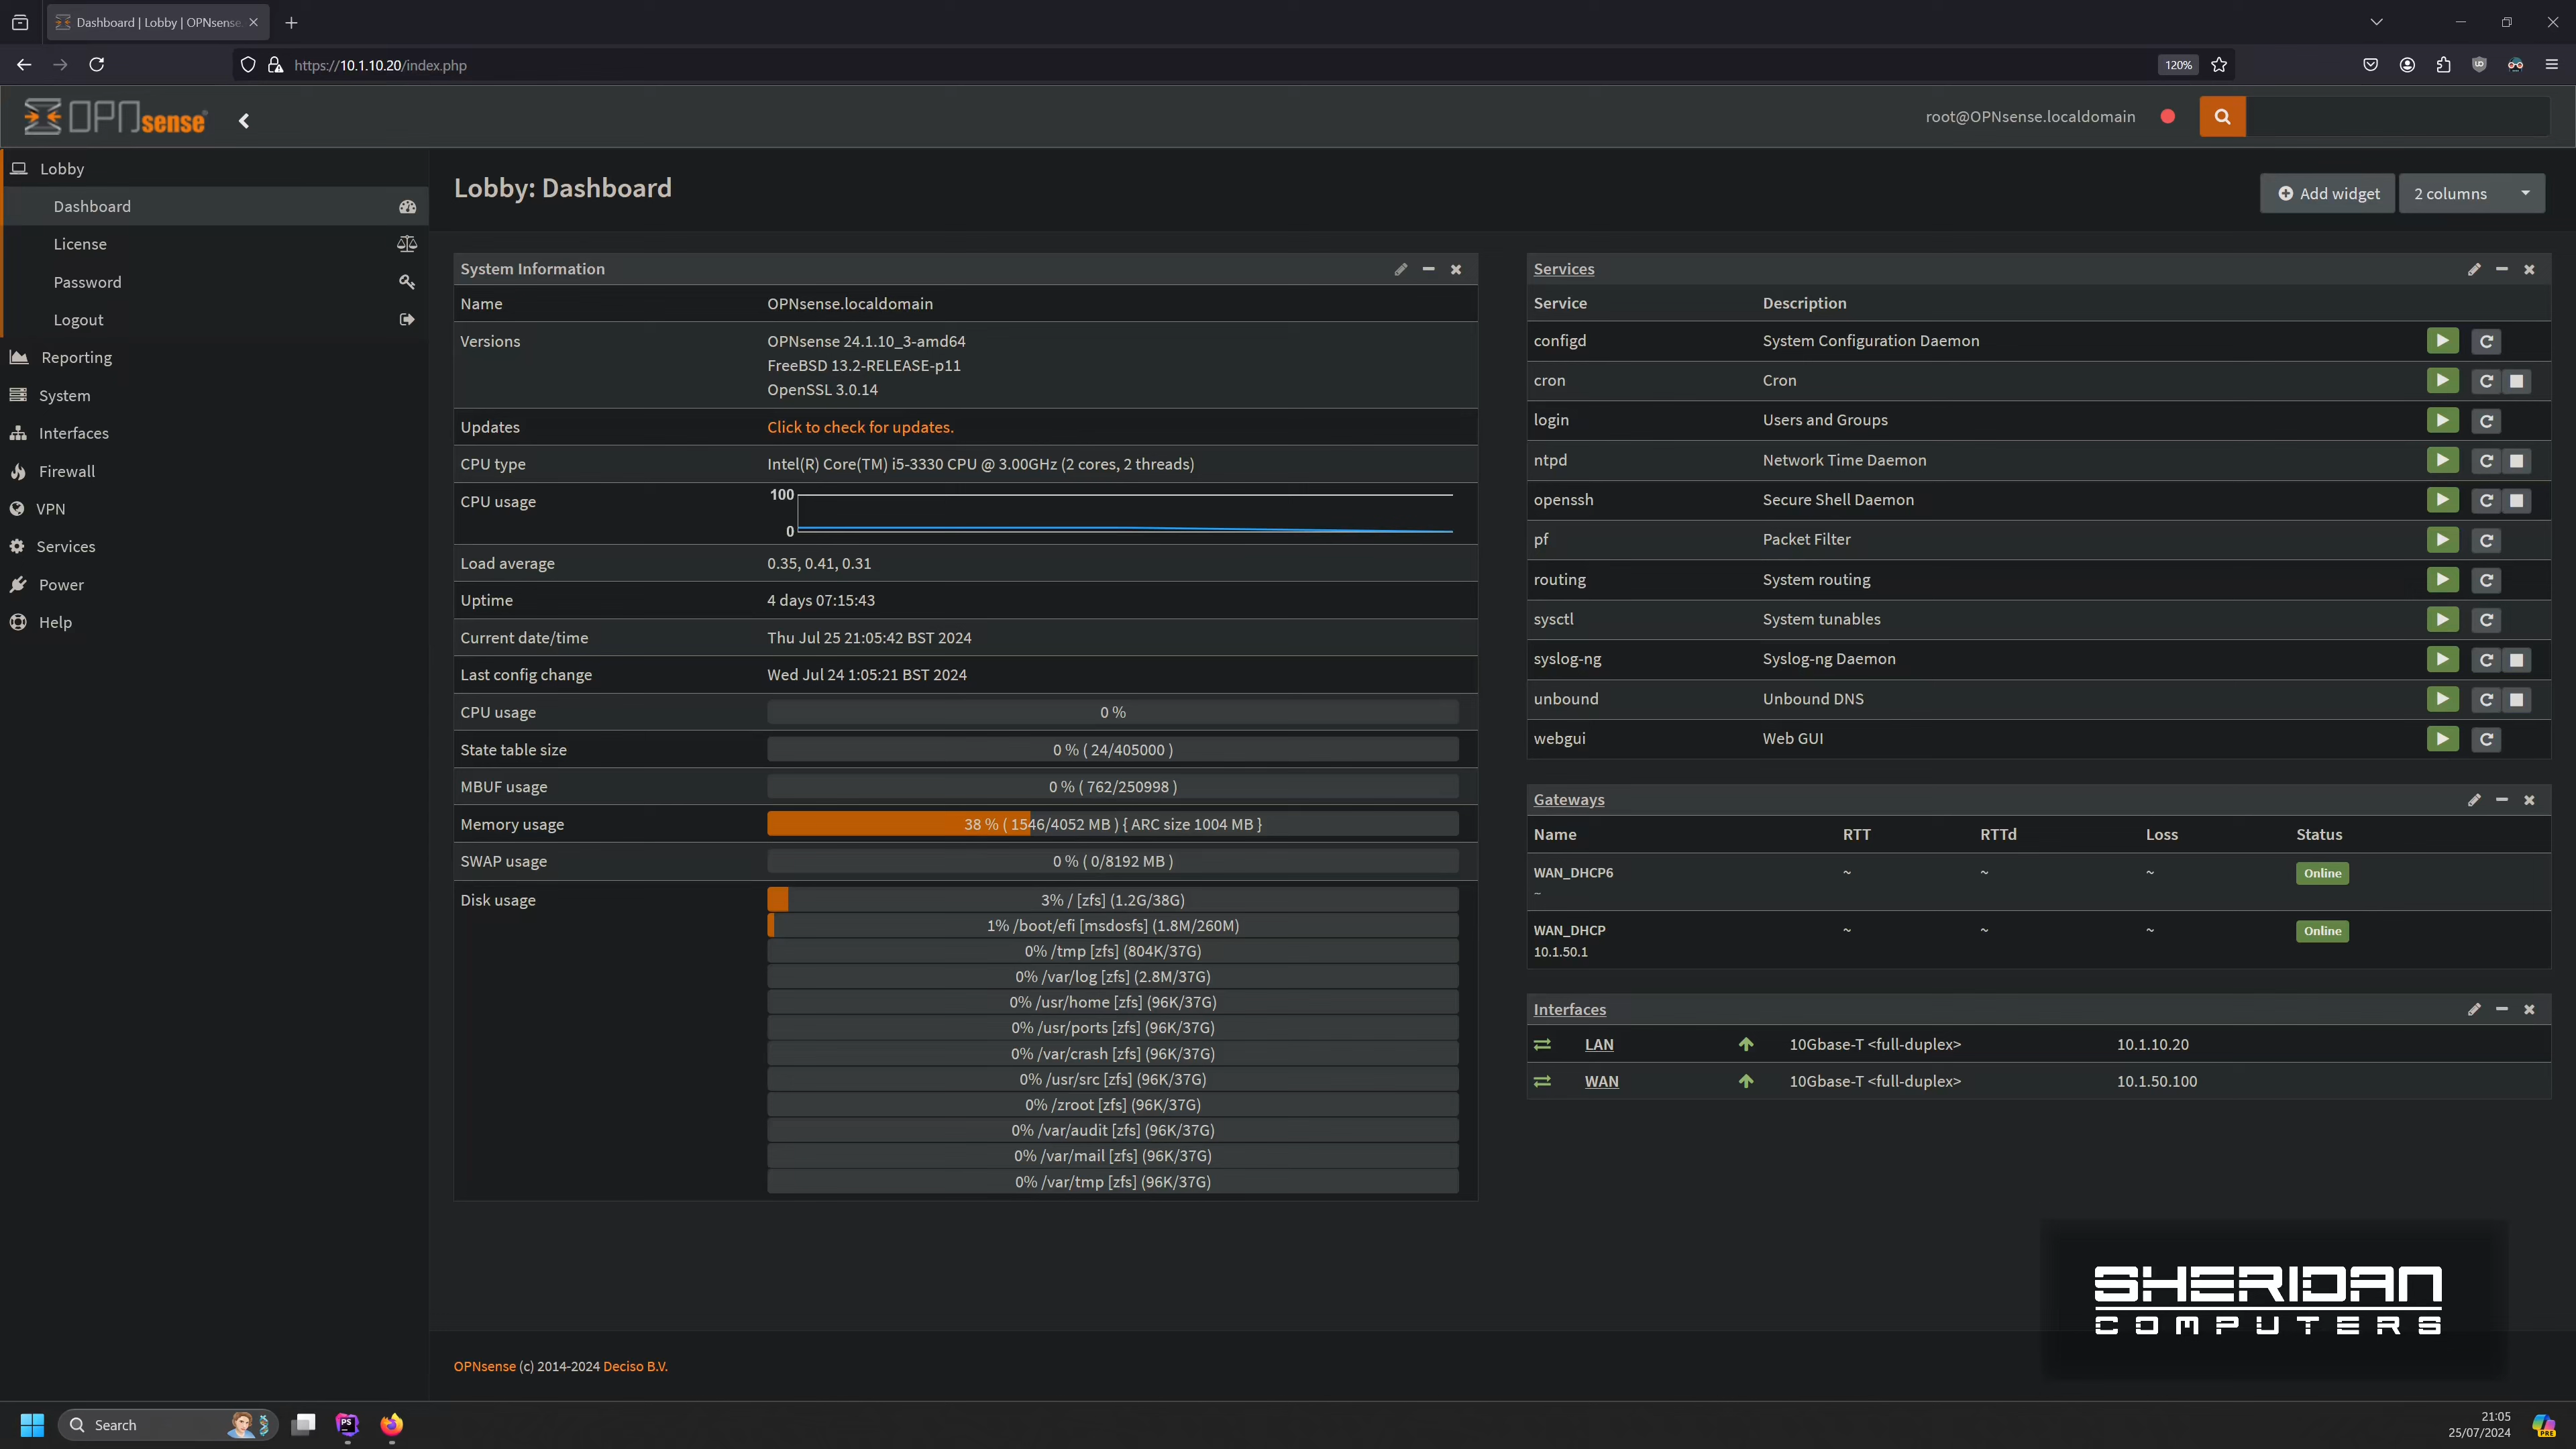 Dashboard | Lobby | OPNsense
https://10.1.10.20/index.php
120%
OPNsense
root@OPNsense.localdomain
Lobby
Dashboard
License
Password
Logout
Reporting
System
Interfaces
Firewall
VPN
Services
Power
Help
Lobby: Dashboard
Add widget
2 columns
System Information
Name OPNsense.localdomain
Versions OPNsense 24.1.10_3-amd64
FreeBSD 13.2-RELEASE-p11
OpenSSL 3.0.14
Updates Click to check for updates.
CPU type Intel(R) Core(TM) i5-3330 CPU @ 3.00GHz (2 cores, 2 threads)
CPU usage 100
0
Load average 0.35, 0.41, 0.31
Uptime 4 days 07:15:43
Current date/time Thu Jul 25 21:05:42 BST 2024
Last config change Wed Jul 24 1:05:21 BST 2024
CPU usage 0 %
State table size 0 % ( 24/405000 )
MBUF usage 0 % ( 762/250998 )
Memory usage 38 % ( 1546/4052 MB ) { ARC size 1004 MB }
SWAP usage 0 % ( 0/8192 MB )
Disk usage 3% / [zfs] (1.2G/38G)
1% /boot/efi [msdosfs] (1.8M/260M)
0% /tmp [zfs] (804K/37G)
0% /var/log [zfs] (2.8M/37G)
0% /usr/home [zfs] (96K/37G)
0% /usr/ports [zfs] (96K/37G)
0% /var/crash [zfs] (96K/37G)
0% /usr/src [zfs] (96K/37G)
0% /zroot [zfs] (96K/37G)
0% /var/audit [zfs] (96K/37G)
0% /var/mail [zfs] (96K/37G)
0% /var/tmp [zfs] (96K/37G)
Services
Service Description
configd System Configuration Daemon
cron Cron
login Users and Groups
ntpd Network Time Daemon
openssh Secure Shell Daemon
pf Packet Filter
routing System routing
sysctl System tunables
syslog-ng Syslog-ng Daemon
unbound Unbound DNS
webgui Web GUI
Gateways
Name RTT RTTd Loss Status
WAN_DHCP6 ~ ~ ~ Online
~
WAN_DHCP ~ ~ ~ Online
10.1.50.1
Interfaces
LAN 10Gbase-T <full-duplex> 10.1.10.20
WAN 10Gbase-T <full-duplex> 10.1.50.100
SHERIDAN
COMPUTERS
OPNsense (c) 2014-2024 Deciso B.V.
Search
PS
21:05
25/07/2024
PRE